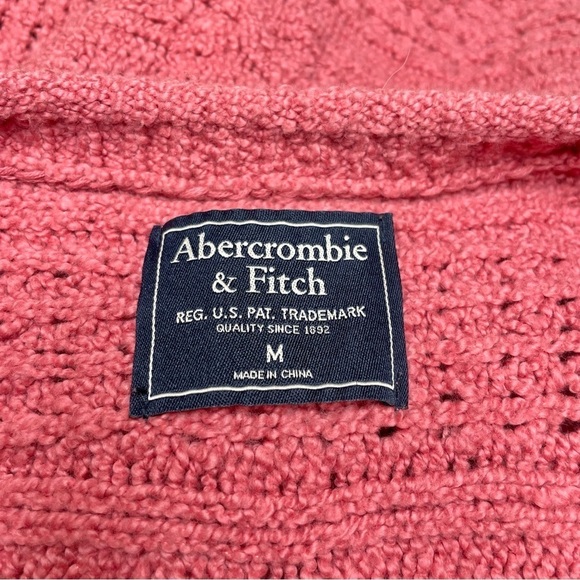 Abercrombie
& Fitch
REG. U.S. PAT. TRADEMARK
QUALITY SINCE 1892
M
MADE IN CHINA